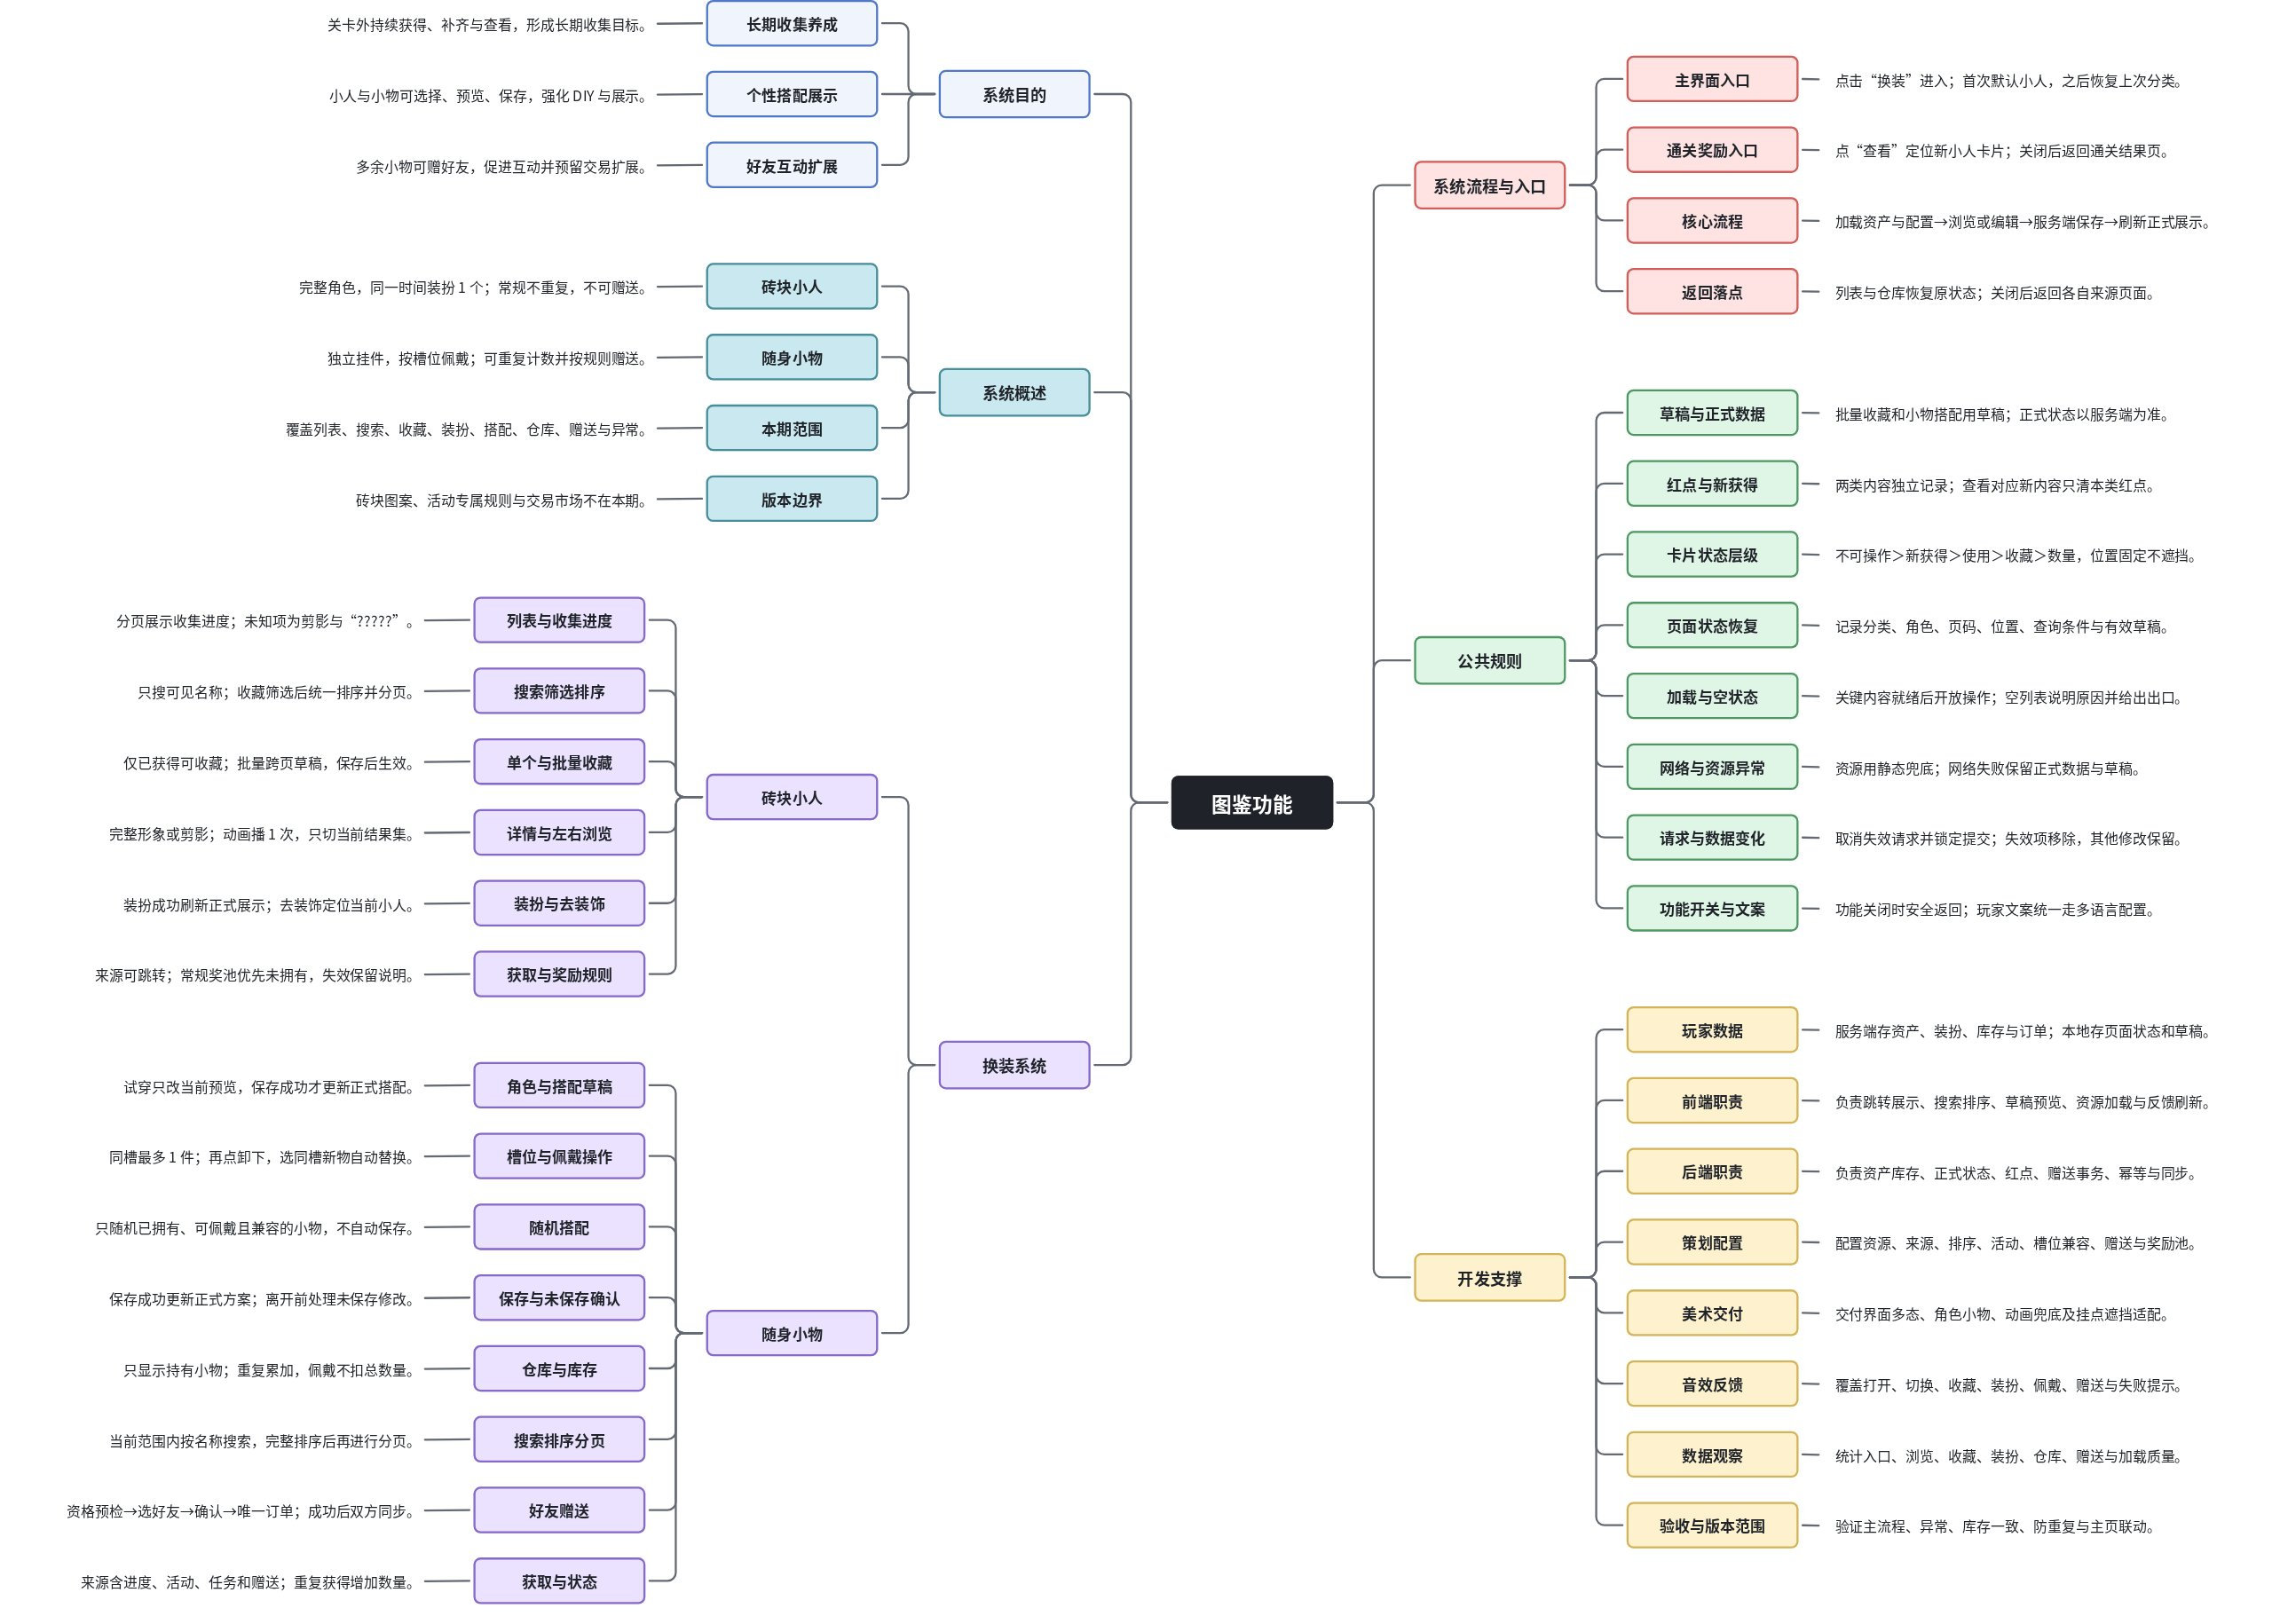 图鉴功能
系统目的
长期收集养成
关卡外持续获得、补齐与查看，形成长期收集目标。
个性搭配展示
小人与小物可选择、预览、保存，强化 DIY 与展示。
好友互动扩展
多余小物可赠好友，促进互动并预留交易扩展。
系统概述
砖块小人
完整角色，同一时间装扮 1 个；常规不重复，不可赠送。
随身小物
独立挂件，按槽位佩戴；可重复计数并按规则赠送。
本期范围
覆盖列表、搜索、收藏、装扮、搭配、仓库、赠送与异常。
版本边界
砖块图案、活动专属规则与交易市场不在本期。
换装系统
砖块小人
列表与收集进度
分页展示收集进度；未知项为剪影与“?????”。
搜索筛选排序
只搜可见名称；收藏筛选后统一排序并分页。
单个与批量收藏
仅已获得可收藏；批量跨页草稿，保存后生效。
详情与左右浏览
完整形象或剪影；动画播 1 次，只切当前结果集。
装扮与去装饰
装扮成功刷新正式展示；去装饰定位当前小人。
获取与奖励规则
来源可跳转；常规奖池优先未拥有，失效保留说明。
随身小物
角色与搭配草稿
试穿只改当前预览，保存成功才更新正式搭配。
槽位与佩戴操作
同槽最多 1 件；再点卸下，选同槽新物自动替换。
随机搭配
只随机已拥有、可佩戴且兼容的小物，不自动保存。
保存与未保存确认
保存成功更新正式方案；离开前处理未保存修改。
仓库与库存
只显示持有小物；重复累加，佩戴不扣总数量。
搜索排序分页
当前范围内按名称搜索，完整排序后再进行分页。
好友赠送
资格预检→选好友→确认→唯一订单；成功后双方同步。
获取与状态
来源含进度、活动、任务和赠送；重复获得增加数量。
系统流程与入口
主界面入口
点击“换装”进入；首次默认小人，之后恢复上次分类。
通关奖励入口
点“查看”定位新小人卡片；关闭后返回通关结果页。
核心流程
加载资产与配置→浏览或编辑→服务端保存→刷新正式展示。
返回落点
列表与仓库恢复原状态；关闭后返回各自来源页面。
公共规则
草稿与正式数据
批量收藏和小物搭配用草稿；正式状态以服务端为准。
红点与新获得
两类内容独立记录；查看对应新内容只清本类红点。
卡片状态层级
不可操作＞新获得＞使用＞收藏＞数量，位置固定不遮挡。
页面状态恢复
记录分类、角色、页码、位置、查询条件与有效草稿。
加载与空状态
关键内容就绪后开放操作；空列表说明原因并给出出口。
网络与资源异常
资源用静态兜底；网络失败保留正式数据与草稿。
请求与数据变化
取消失效请求并锁定提交；失效项移除，其他修改保留。
功能开关与文案
功能关闭时安全返回；玩家文案统一走多语言配置。
开发支撑
玩家数据
服务端存资产、装扮、库存与订单；本地存页面状态和草稿。
前端职责
负责跳转展示、搜索排序、草稿预览、资源加载与反馈刷新。
后端职责
负责资产库存、正式状态、红点、赠送事务、幂等与同步。
策划配置
配置资源、来源、排序、活动、槽位兼容、赠送与奖励池。
美术交付
交付界面多态、角色小物、动画兜底及挂点遮挡适配。
音效反馈
覆盖打开、切换、收藏、装扮、佩戴、赠送与失败提示。
数据观察
统计入口、浏览、收藏、装扮、仓库、赠送与加载质量。
验收与版本范围
验证主流程、异常、库存一致、防重复与主页联动。